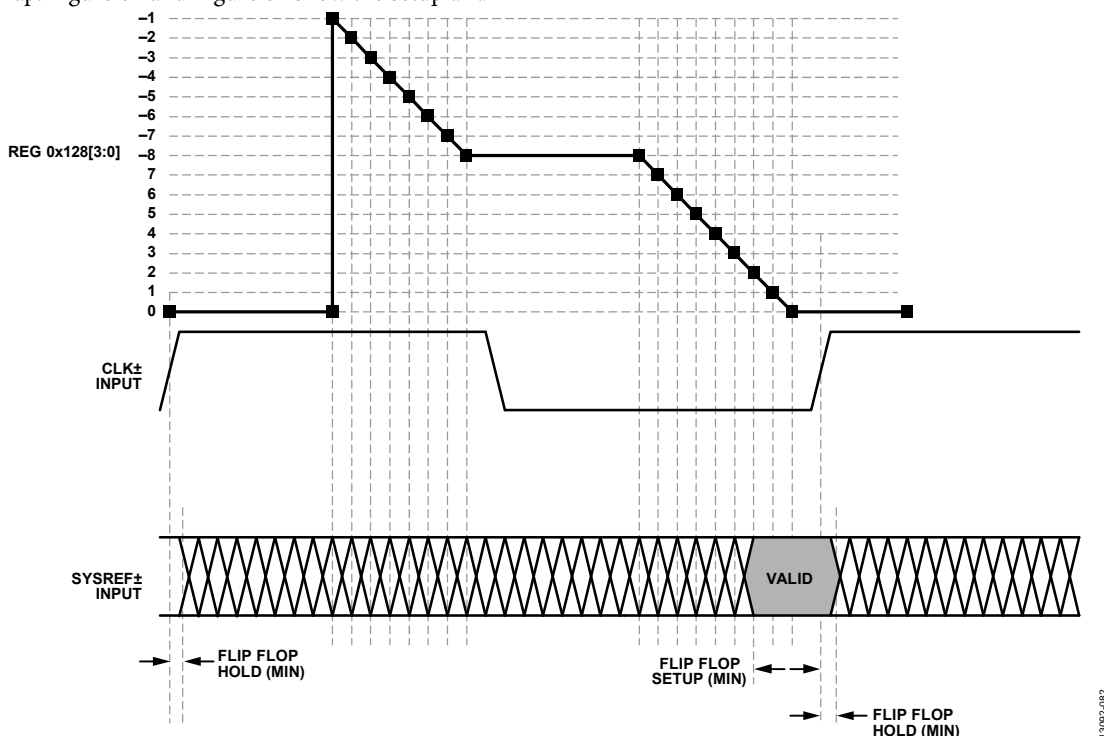 –1
–2
–3
–4
–5
–6
–7
REG 0x128[3:0] –8
7
6
5
4
3
2
1
0
CLK±
INPUT
SYSREF±
INPUT
VALID
FLIP FLOP
HOLD (MIN)
FLIP FLOP
SETUP (MIN)
FLIP FLOP
HOLD (MIN)